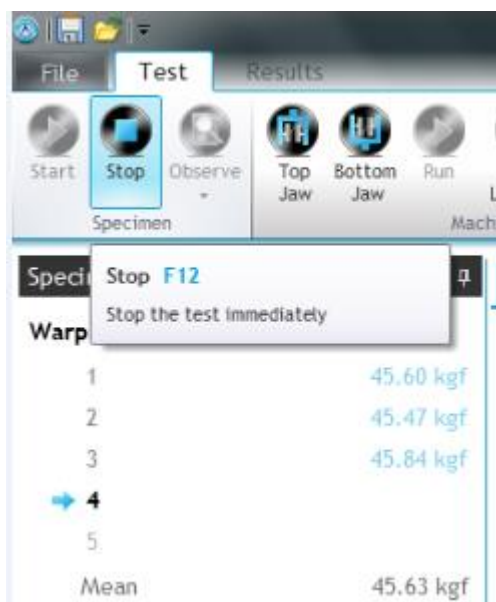 File Test Results
Start Stop Observe Top Jaw Bottom Jaw Run
Specimen
Stop F12
Stop the test immediately
Warp
1 45.60 kgf
2 45.47 kgf
3 45.84 kgf
4
5
Mean 45.63 kgf